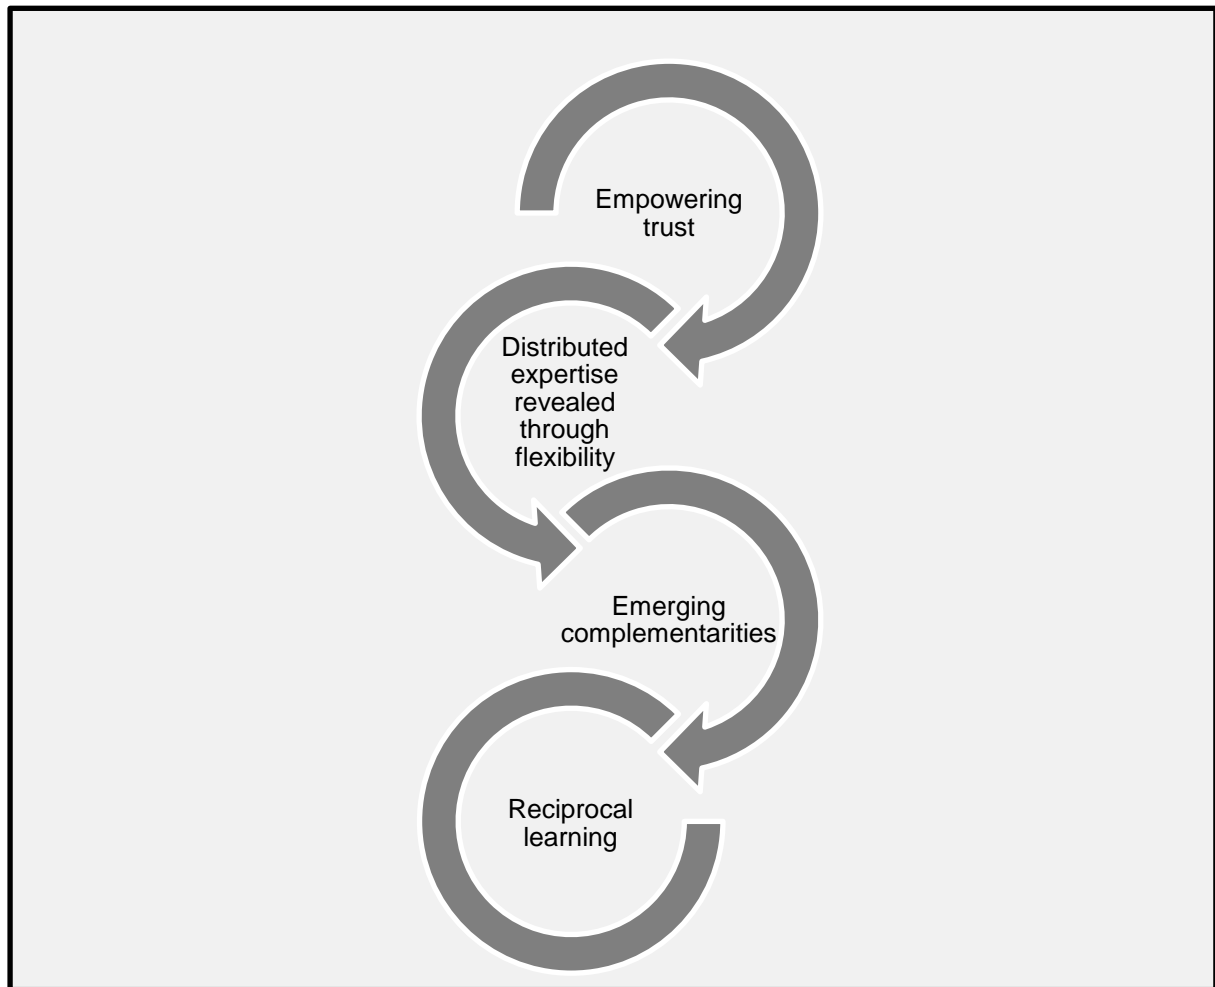 Empowering
trust
Distributed
expertise
revealed
through
flexibility
Emerging
complementarities
Reciprocal
learning